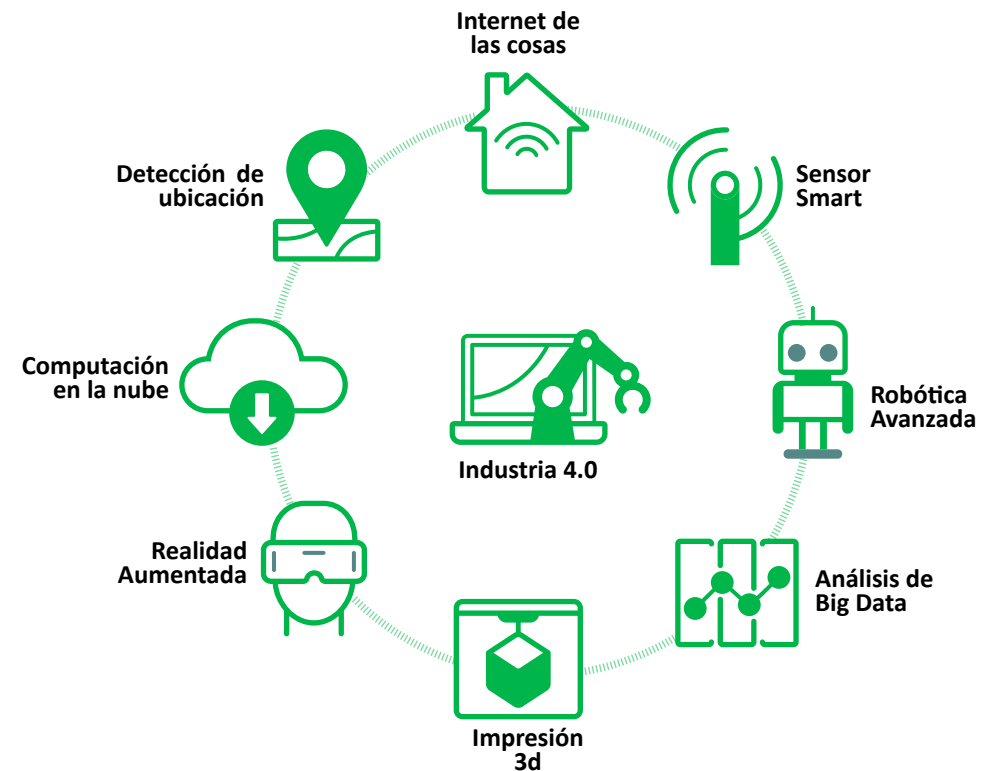 Internet de
las cosas
Sensor
Smart
Robótica
Avanzada
Análisis de
Big Data
Impresión
3d
Realidad
Aumentada
Computación
en la nube
Detección de
ubicación
Industria 4.0